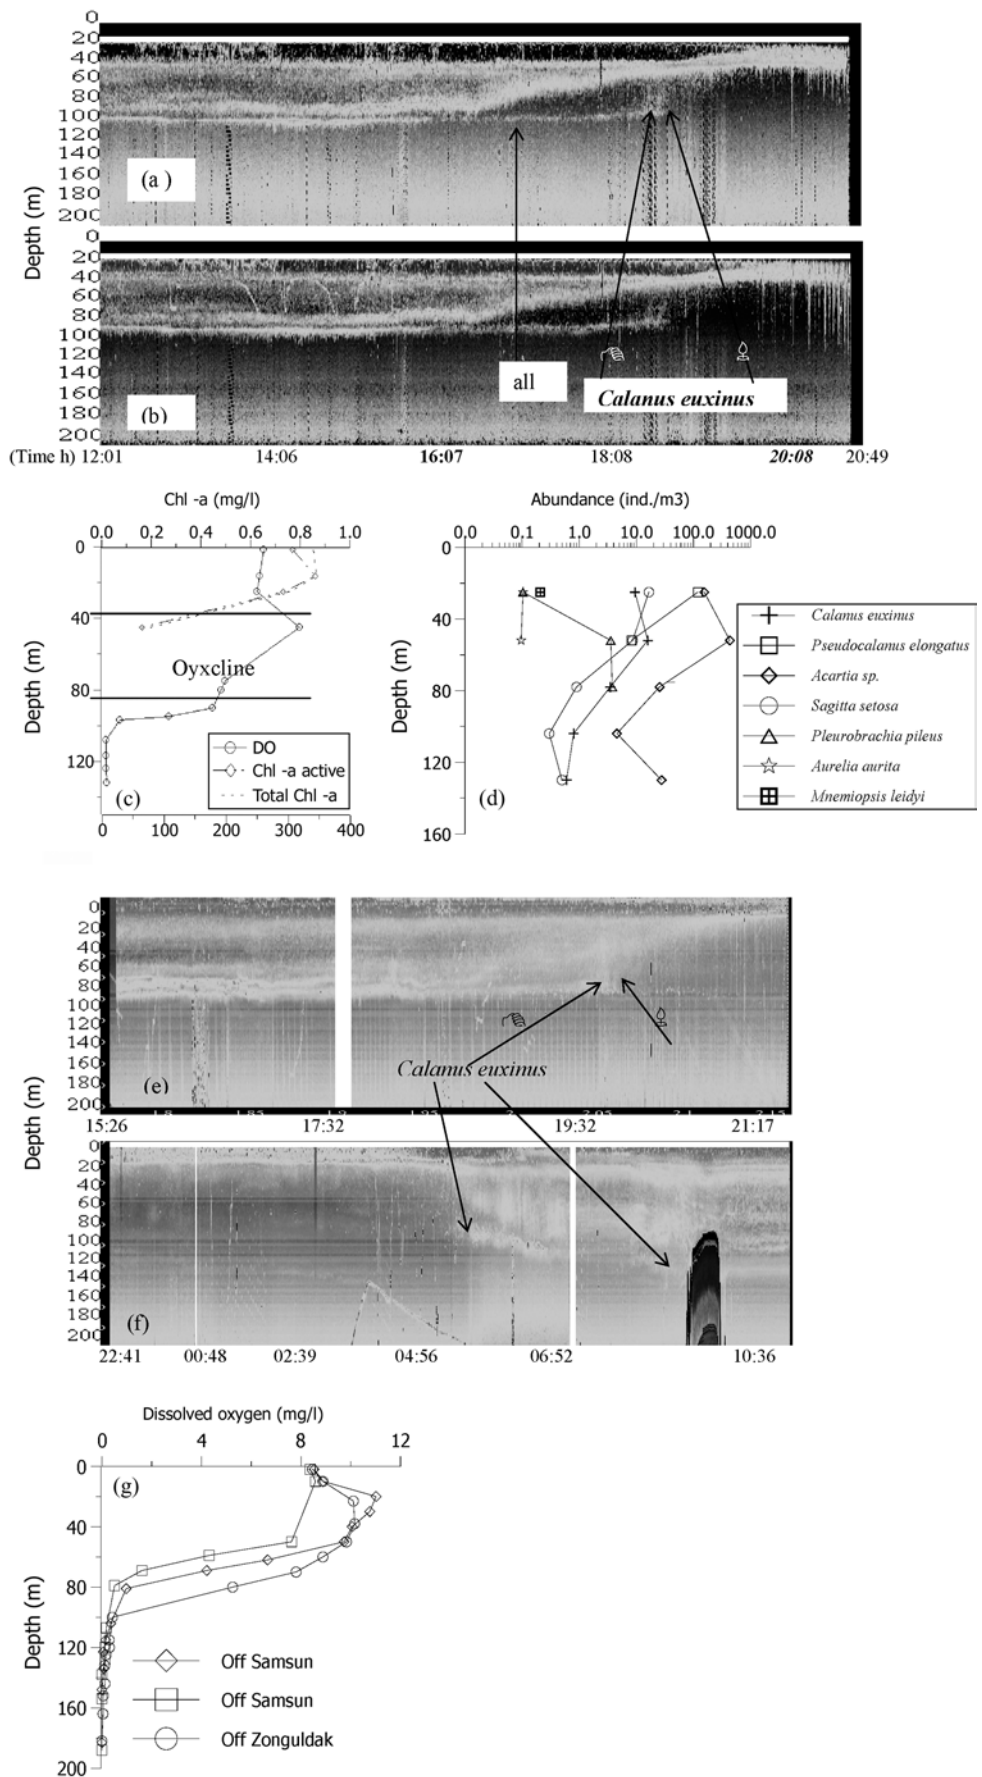 0
20
40
60
80
100
120
140
160
180
200
(a )
Depth (m)
0
20
40
60
80
100
120
140
160
180
200
(b)
all
Calanus euxinus
(Time h) 12:01 14:06 16:07 18:08 20:08 20:49
Chl -a (mg/l)
0.0 0.2 0.4 0.6 0.8 1.0
0
40
80
120
Depth (m)
Oyxcline
DO
Chl -a active
Total Chl -a
(c)
0 100 200 300 400
Abundance (ind./m3)
0.0 0.1 1.0 10.0 100.0 1000.0
0
40
80
120
160
Depth (m)
(d)
Calanus euxinus
Pseudocalanus elongatus
Acartia sp.
Sagitta setosa
Pleurobrachia pileus
Aurelia aurita
Mnemiopsis leidyi
0
20
40
60
80
100
120
140
160
180
200
(e)
Calanus euxinus
Depth (m)
15:26 17:32 19:32 21:17
0
20
40
60
80
100
120
140
160
180
200
(f)
22:41 00:48 02:39 04:56 06:52 10:36
Dissolved oxygen (mg/l)
0 4 8 12
0
40
80
120
160
200
Depth (m)
(g)
Off Samsun
Off Samsun
Off Zonguldak